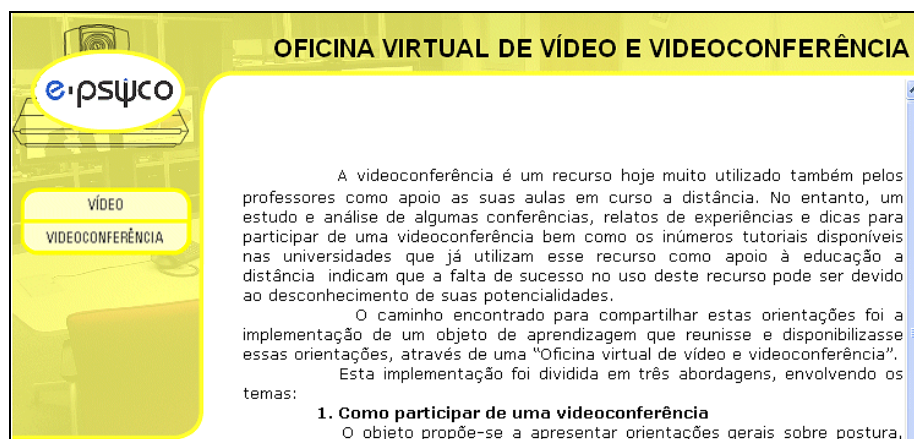 OFICINA VIRTUAL DE VÍDEO E VIDEOCONFERÊNCIA
e·psyco
VÍDEO
VIDEOCONFERÊNCIA
A videoconferência é um recurso hoje muito utilizado também pelos
professores como apoio as suas aulas em curso a distância. No entanto, um
estudo e análise de algumas conferências, relatos de experiências e dicas para
participar de uma videoconferência bem como os inúmeros tutoriais disponíveis
nas universidades que já utilizam esse recurso como apoio à educação a
distância indicam que a falta de sucesso no uso deste recurso pode ser devido
ao desconhecimento de suas potencialidades.
O caminho encontrado para compartilhar estas orientações foi a
implementação de um objeto de aprendizagem que reunisse e disponibilizasse
essas orientações, através de uma “Oficina virtual de vídeo e videoconferência”.
Esta implementação foi dividida em três abordagens, envolvendo os
temas:
1. Como participar de uma videoconferência
O objeto propõe-se a apresentar orientações gerais sobre postura,